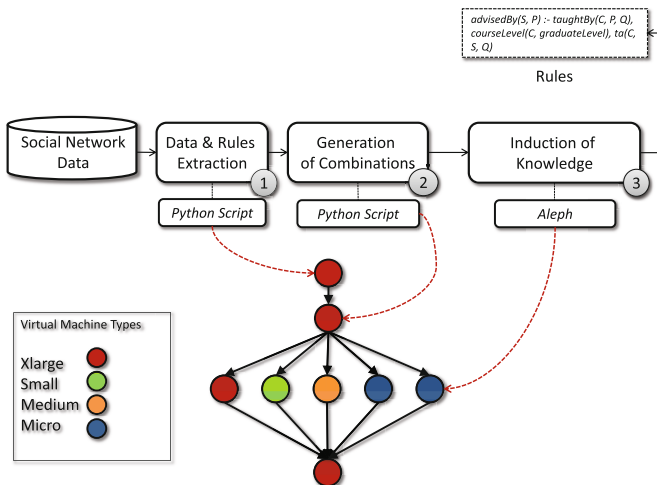 advisedBy(S, P) :- taughtBy(C, P, Q),
courseLevel(C, graduateLevel), ta(C,
S, Q)
Rules
Social Network
Data
Data & Rules
Extraction
1
Generation
of Combinations
2
Induction of
Knowledge
3
Python Script
Python Script
Aleph
Virtual Machine Types
Xlarge
Small
Medium
Micro